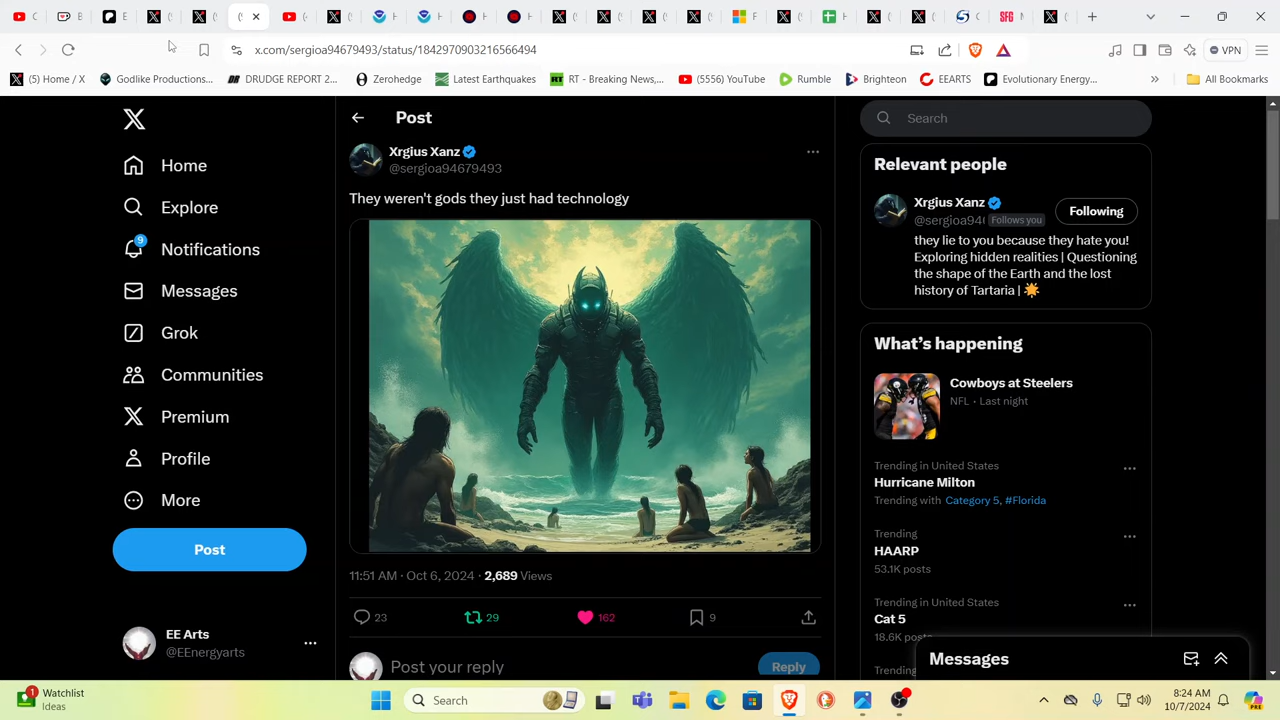 x.com/sergioa94679493/status/1842970903216566494
VPN
(5) Home / X
Godlike Productions...
DRUDGE REPORT 2...
Zerohedge
Latest Earthquakes
RT - Breaking News,...
(5555) YouTube
Rumble
Brighteon
EEARTS
Evolutionary Energy...
All Bookmarks
Post
Search
Home
Explore
9
Notifications
Messages
Grok
Communities
Premium
Profile
More
Post
EE Arts
@EEnergyarts
Xrgius Xanz
@sergioa94679493
They weren't gods they just had technology
11:51 AM · Oct 6, 2024 · 2,689 Views
23
29
162
9
Post your reply
Reply
Relevant people
Xrgius Xanz
@sergioa94
Follows you
Following
they lie to you because they hate you!
Exploring hidden realities | Questioning
the shape of the Earth and the lost
history of Tartaria |
What's happening
Cowboys at Steelers
NFL · Last night
Trending in United States
Hurricane Milton
Trending with Category 5, #Florida
Trending
HAARP
53.1K posts
Trending in United States
Cat 5
18.6K posts
Messages
1
Watchlist
Ideas
Search
8:24 AM
10/7/2024
PRE